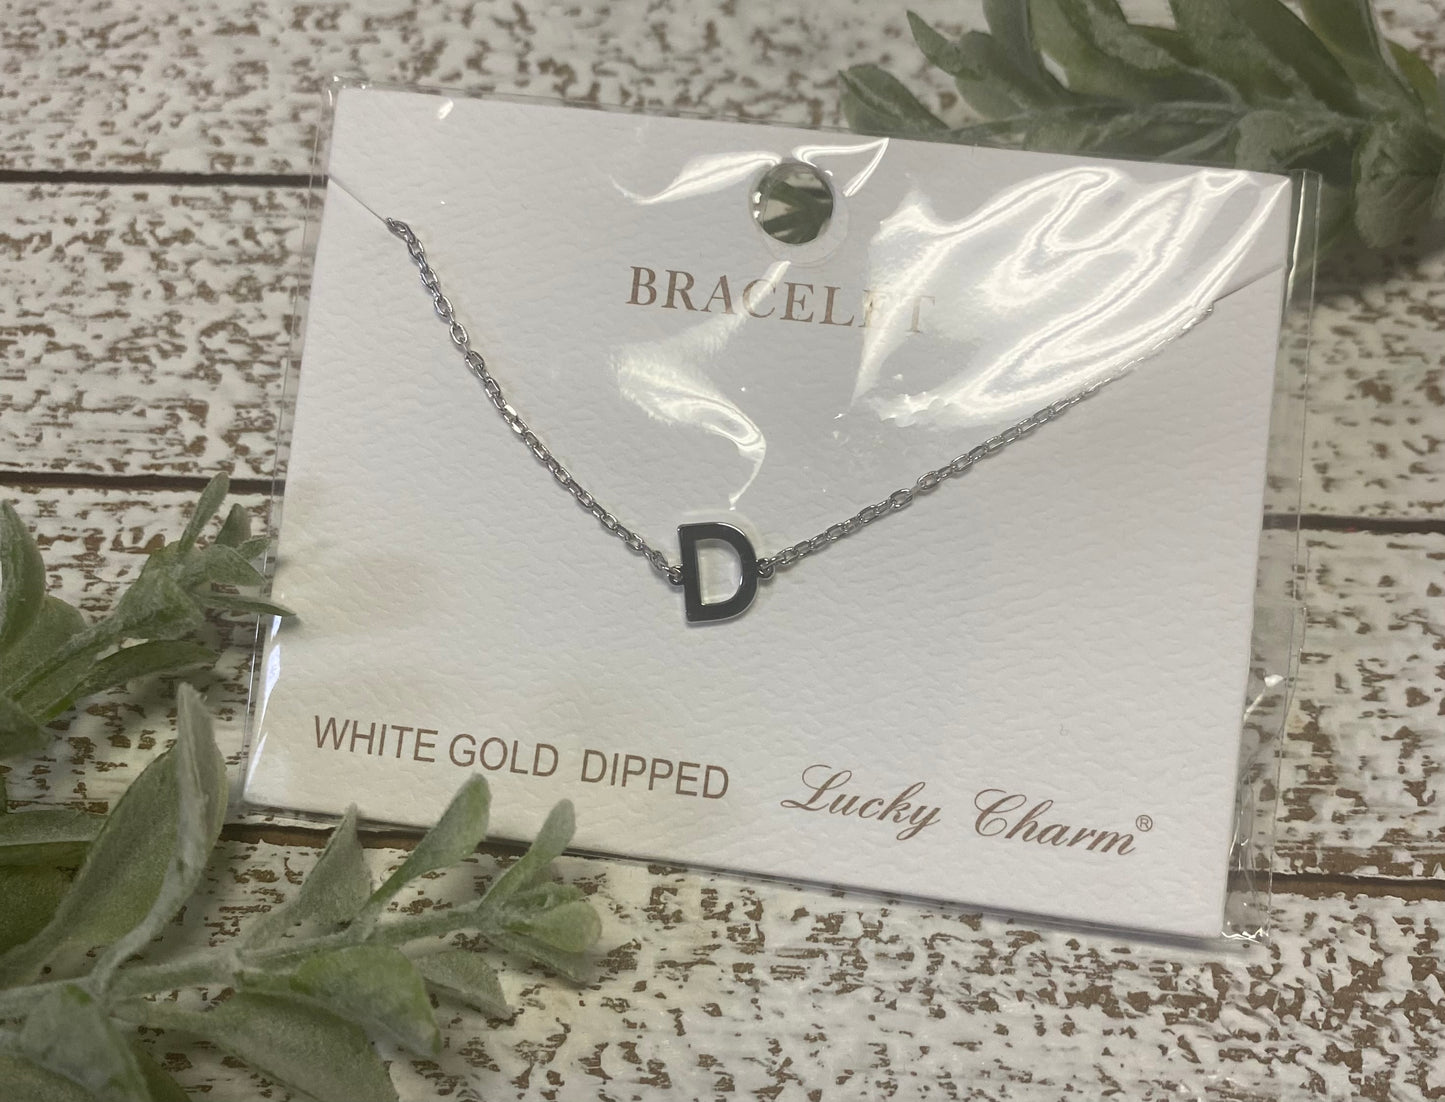 BRACELET
D
WHITE GOLD DIPPED
Lucky Charm®